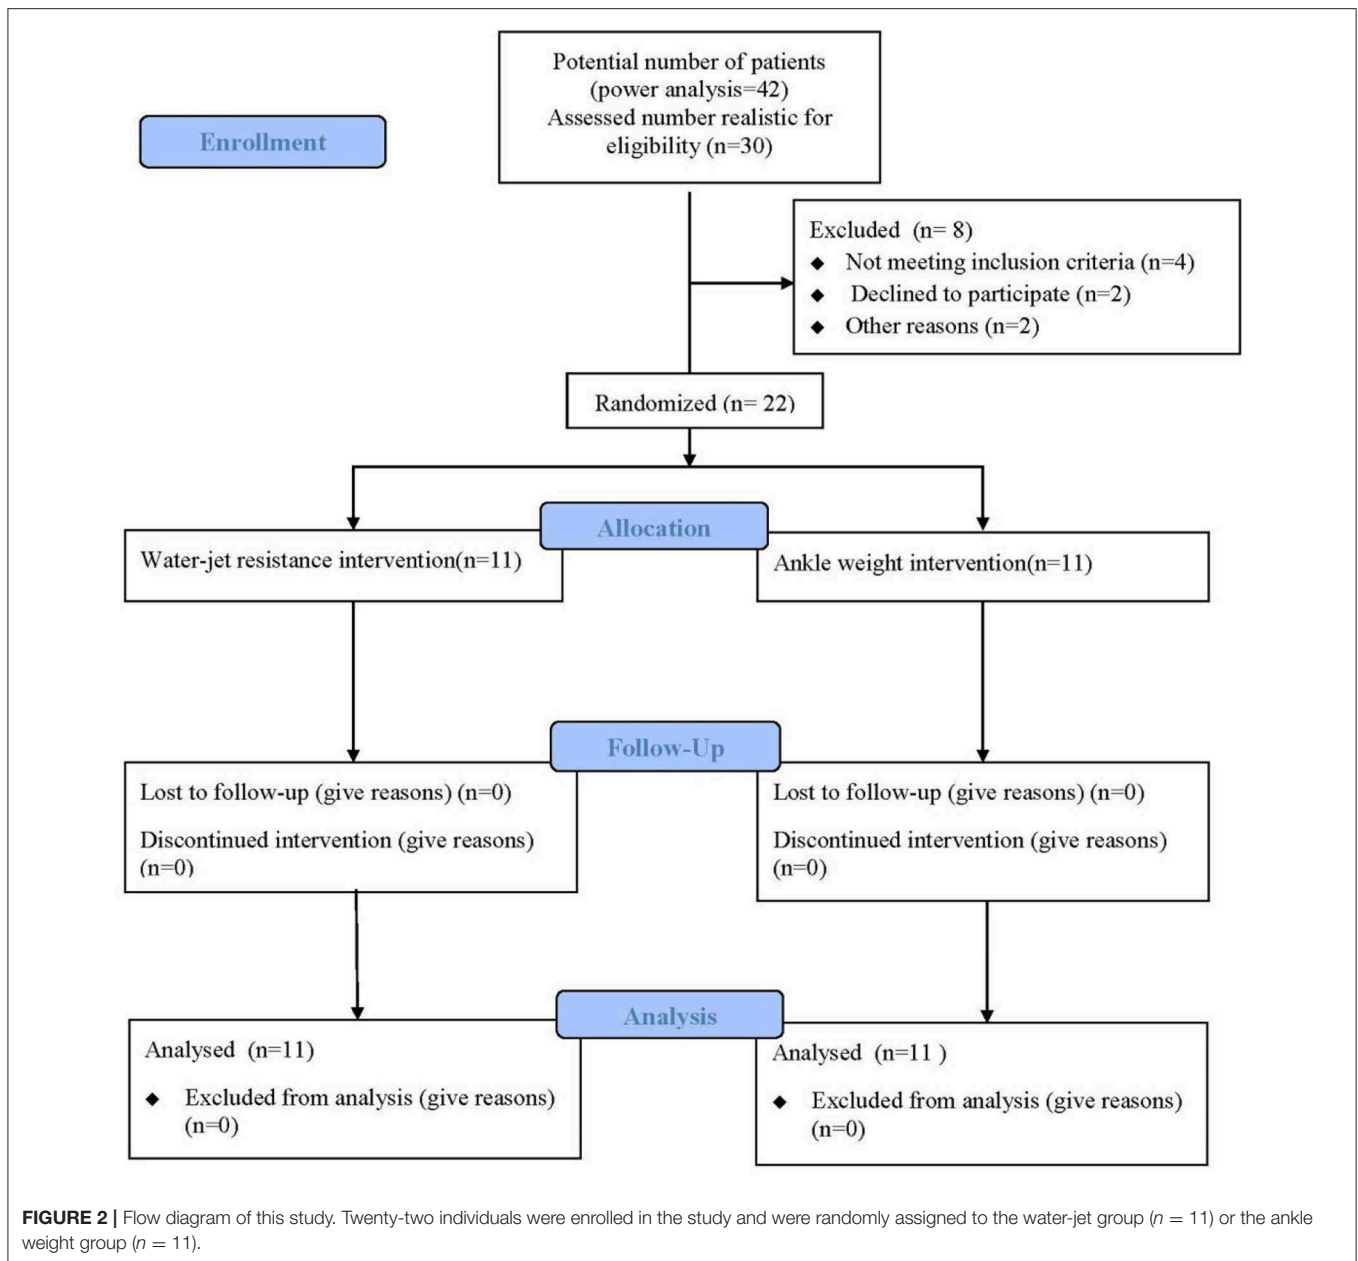 Potential number of patients
(power analysis=42)
Assessed number realistic for
eligibility (n=30)
Enrollment
Excluded (n= 8)
◆ Not meeting inclusion criteria (n=4)
◆ Declined to participate (n=2)
◆ Other reasons (n=2)
Randomized (n= 22)
Allocation
Water-jet resistance intervention(n=11)
Ankle weight intervention(n=11)
Follow-Up
Lost to follow-up (give reasons) (n=0)
Discontinued intervention (give reasons)
(n=0)
Lost to follow-up (give reasons) (n=0)
Discontinued intervention (give reasons)
(n=0)
Analysis
Analysed (n=11)
◆ Excluded from analysis (give reasons)
(n=0)
Analysed (n=11 )
◆ Excluded from analysis (give reasons)
(n=0)
FIGURE 2 | Flow diagram of this study. Twenty-two individuals were enrolled in the study and were randomly assigned to the water-jet group (n = 11) or the ankle
weight group (n = 11).